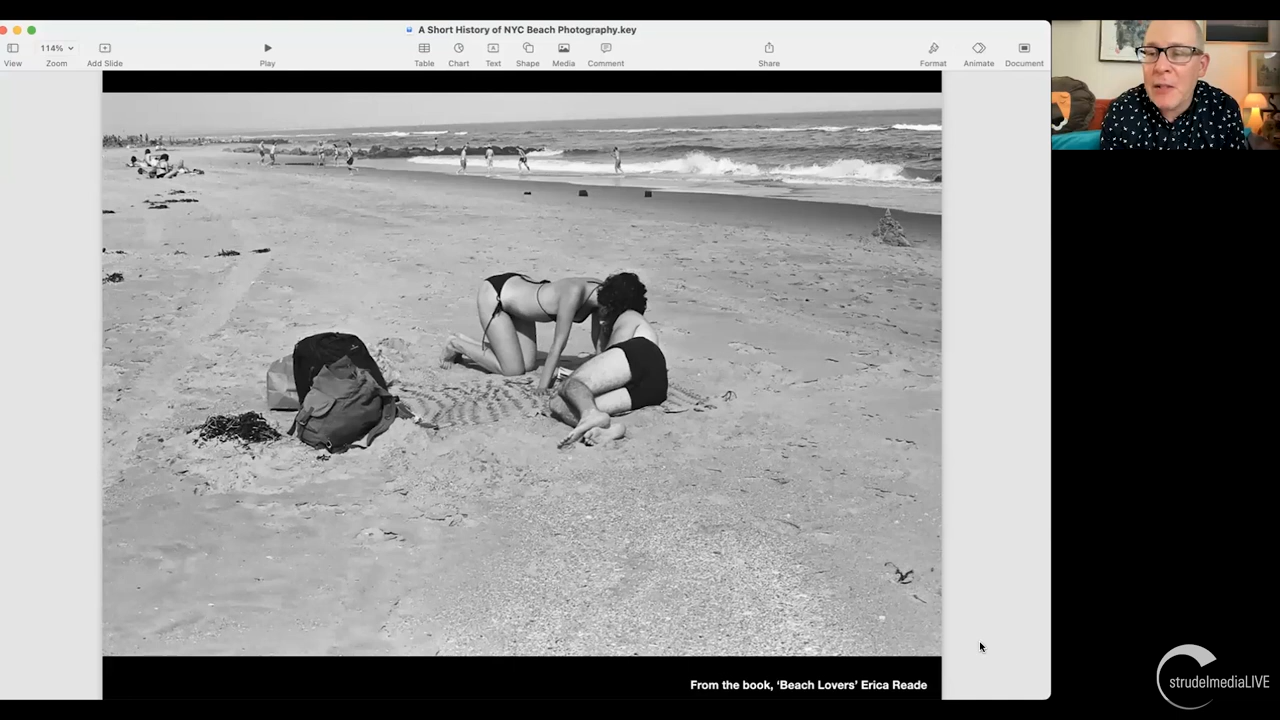 A Short History of NYC Beach Photography.key
114%
View
Zoom
Add Slide
Play
Table
Chart
Text
Shape
Media
Comment
Share
Format
Animate
Document
From the book, ‘Beach Lovers’ Erica Reade
strudelmediaLIVE